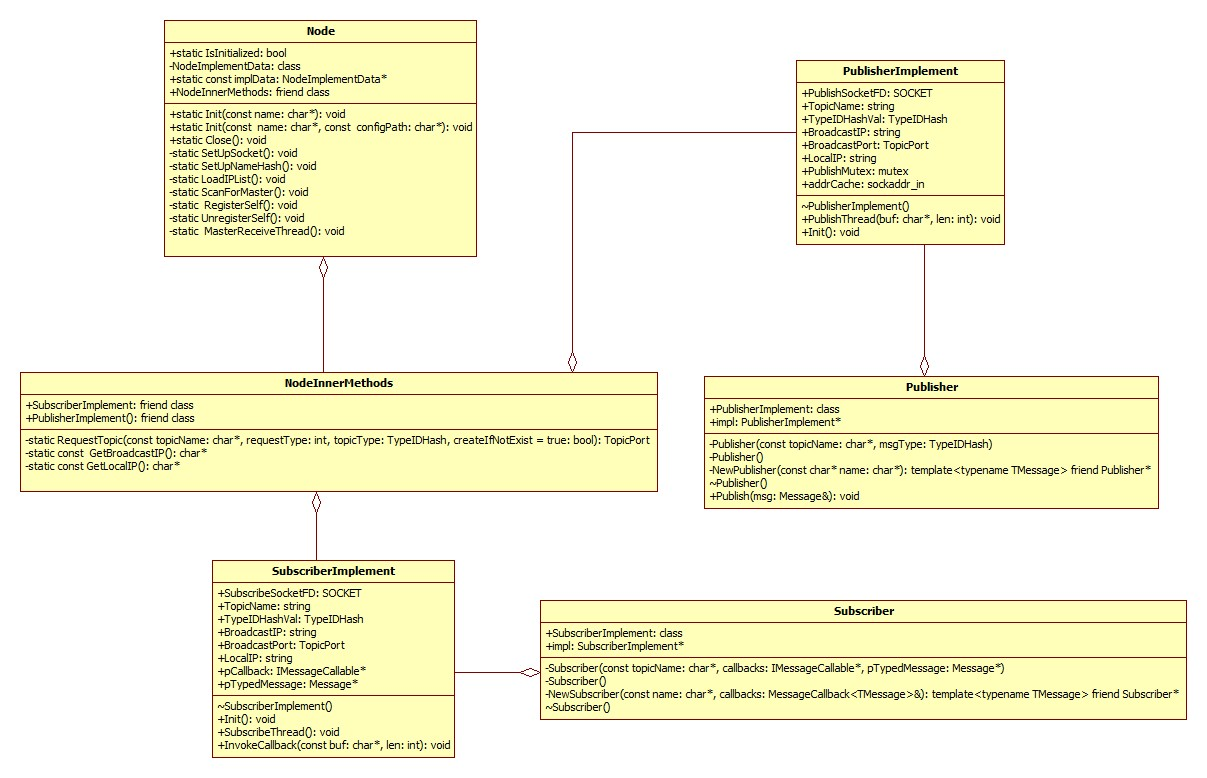 Node
+static IsInitialized: bool
-NodeImplementData: class
+static const implData: NodeImplementData*
+NodeInnerMethods: friend class
+static Init(const name: char*): void
+static Init(const  name: char*, const  configPath: char*): void
+static Close(): void
-static SetUpSocket(): void
-static SetUpNameHash(): void
-static LoadIPList(): void
-static ScanForMaster(): void
-static  RegisterSelf(): void
-static UnregisterSelf(): void
-static  MasterReceiveThread(): void
PublisherImplement
+PublishSocketFD: SOCKET
+TopicName: string
+TypeIDHashVal: TypeIDHash
+BroadcastIP: string
+BroadcastPort: TopicPort
+LocalIP: string
+PublishMutex: mutex
+addrCache: sockaddr_in
~PublisherImplement()
+PublishThread(buf: char*, len: int): void
+Init(): void
NodeInnerMethods
+SubscriberImplement: friend class
+PublisherImplement(): friend class
-static RequestTopic(const topicName: char*, requestType: int, topicType: TypeIDHash, createIfNotExist = true: bool): TopicPort
-static const  GetBroadcastIP(): char*
-static const GetLocalIP(): char*
Publisher
+PublisherImplement: class
+impl: PublisherImplement*
-Publisher(const topicName: char*, msgType: TypeIDHash)
-Publisher()
-NewPublisher(const char* name: char*): template<typename TMessage> friend Publisher*
~Publisher()
+Publish(msg: Message&): void
SubscriberImplement
+SubscribeSocketFD: SOCKET
+TopicName: string
+TypeIDHashVal: TypeIDHash
+BroadcastIP: string
+BroadcastPort: TopicPort
+LocalIP: string
+pCallback: IMessageCallable*
+pTypedMessage: Message*
~SubscriberImplement()
+Init(): void
+SubscribeThread(): void
+InvokeCallback(const buf: char*, len: int): void
Subscriber
+SubscriberImplement: class
+impl: SubscriberImplement*
-Subscriber(const topicName: char*, callbacks: IMessageCallable*, pTypedMessage: Message*)
-Subscriber()
-NewSubscriber(const name: char*, callbacks: MessageCallback<TMessage>&): template<typename TMessage> friend Subscriber*
~Subscriber()